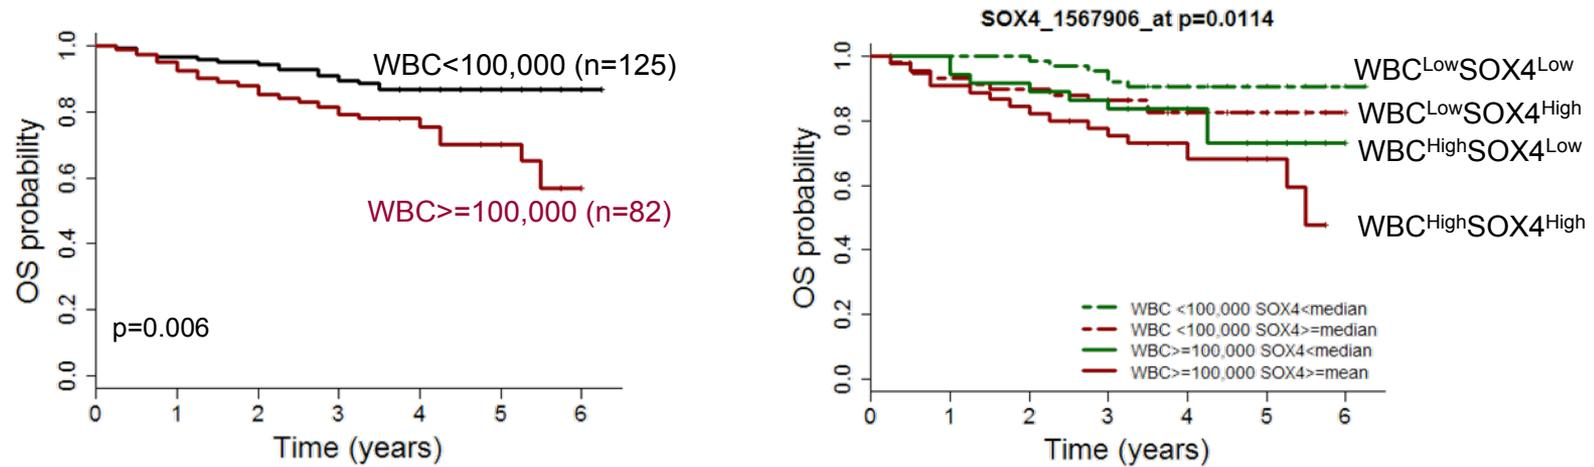 OS probability
1.0
0.8
0.6
0.4
0.2
0.0
WBC<100,000 (n=125)
WBC>=100,000 (n=82)
p=0.006
0 1 2 3 4 5 6
Time (years)
SOX4_1567906_at p=0.0114
OS probability
1.0
0.8
0.6
0.4
0.2
0.0
WBCLowSOX4Low
WBCLowSOX4High
WBCHighSOX4Low
WBCHighSOX4High
WBC <100,000 SOX4<median
WBC <100,000 SOX4>=median
WBC>=100,000 SOX4<median
WBC>=100,000 SOX4>=mean
0 1 2 3 4 5 6
Time (years)